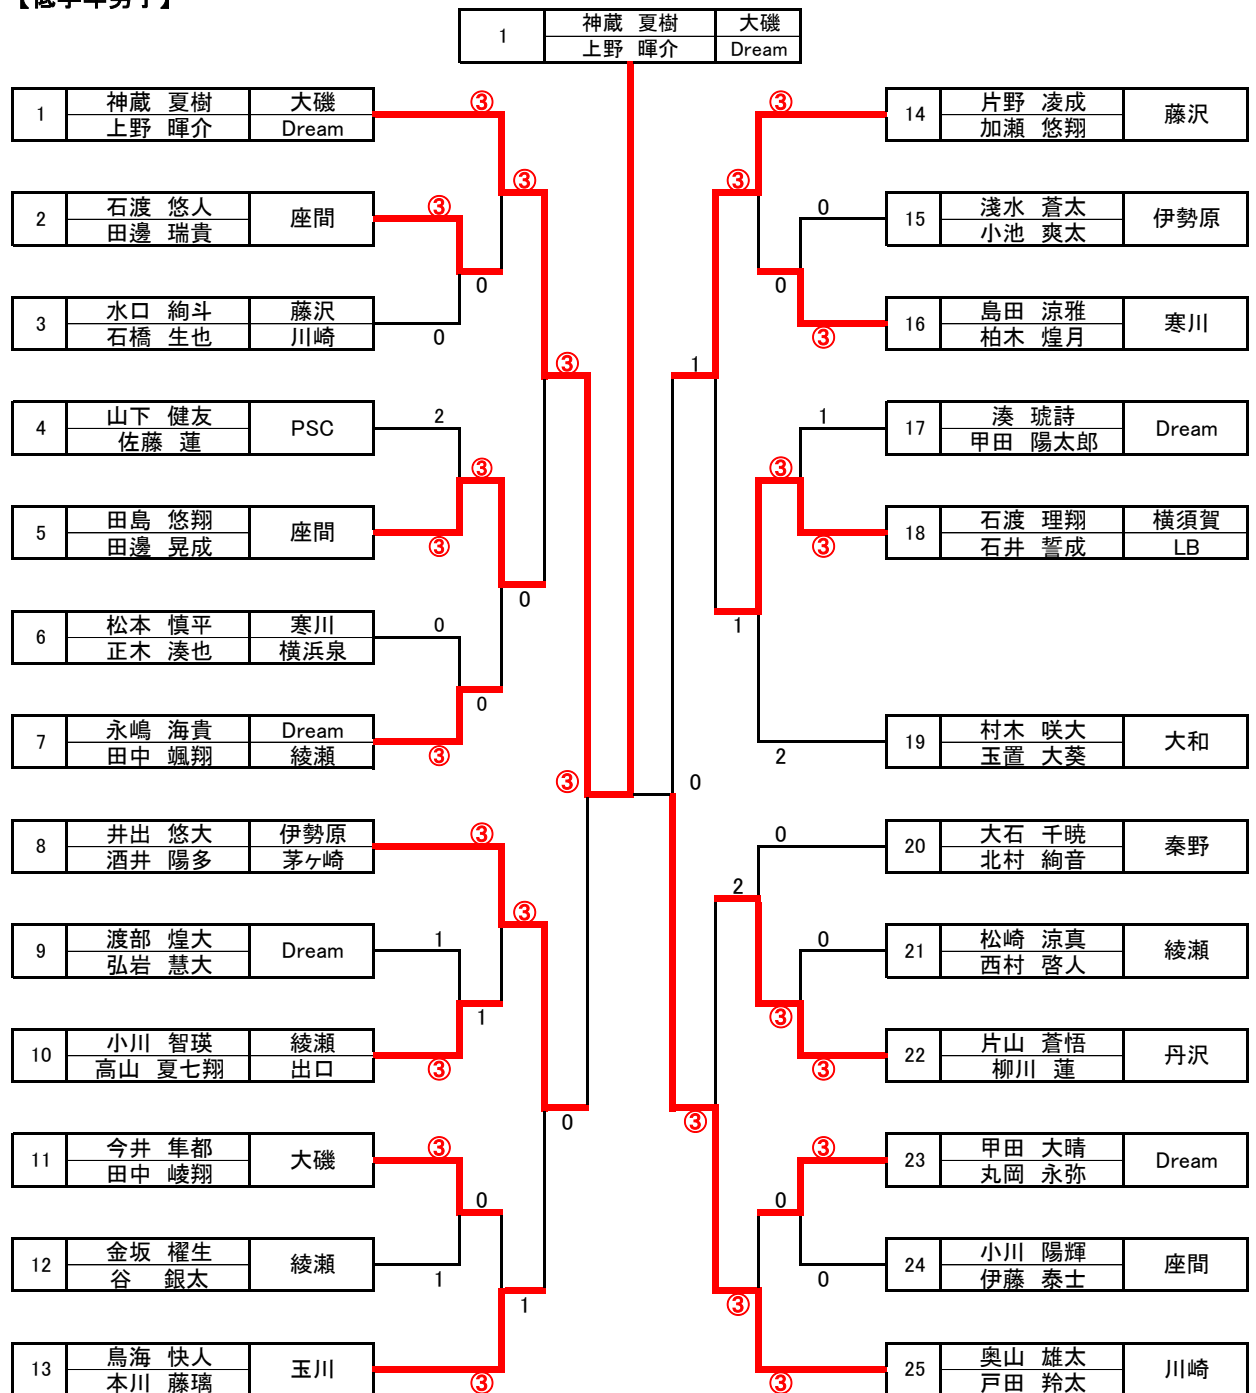 【低学年男子】
1 神蔵 夏樹 大磯
上野 暉介 Dream
1 神蔵 夏樹 大磯
上野 暉介 Dream
③
③
2 石渡 悠人 座間
田邊 瑞貴
③
0
3 水口 絢斗 藤沢
石橋 生也 川崎
0
③
4 山下 健友 PSC
佐藤 蓮
2
③
5 田島 悠翔 座間
田邊 晃成
③
0
6 松本 慎平 寒川
正木 湊也 横浜泉
0
0
7 永嶋 海貴 Dream
田中 颯翔 綾瀬
③
③
8 井出 悠大 伊勢原
酒井 陽多 茅ヶ崎
③
③
9 渡部 煌大 Dream
弘岩 慧大
1
1
10 小川 智瑛 綾瀬
高山 夏七翔 出口
③
0
11 今井 隼都 大磯
田中 崚翔
③
0
12 金坂 櫂生 綾瀬
谷 銀太
1
1
13 鳥海 快人 玉川
本川 藤璃
③
③
14 片野 凌成 藤沢
加瀬 悠翔
③
0
15 淺水 蒼太 伊勢原
小池 爽太
0
16 島田 涼雅 寒川
柏木 煌月
③
1
1
17 湊 琥詩 Dream
甲田 陽太郎
③
18 石渡 理翔 横須賀
石井 誓成 LB
③
1
19 村木 咲大 大和
玉置 大葵
2
0
0
20 大石 千暁 秦野
北村 絢音
2
0
21 松崎 涼真 綾瀬
西村 啓人
③
22 片山 蒼悟 丹沢
柳川 蓮
③
③
③
23 甲田 大晴 Dream
丸岡 永弥
0
24 小川 陽輝 座間
伊藤 泰士
0
③
25 奥山 雄太 川崎
戸田 羚太
③